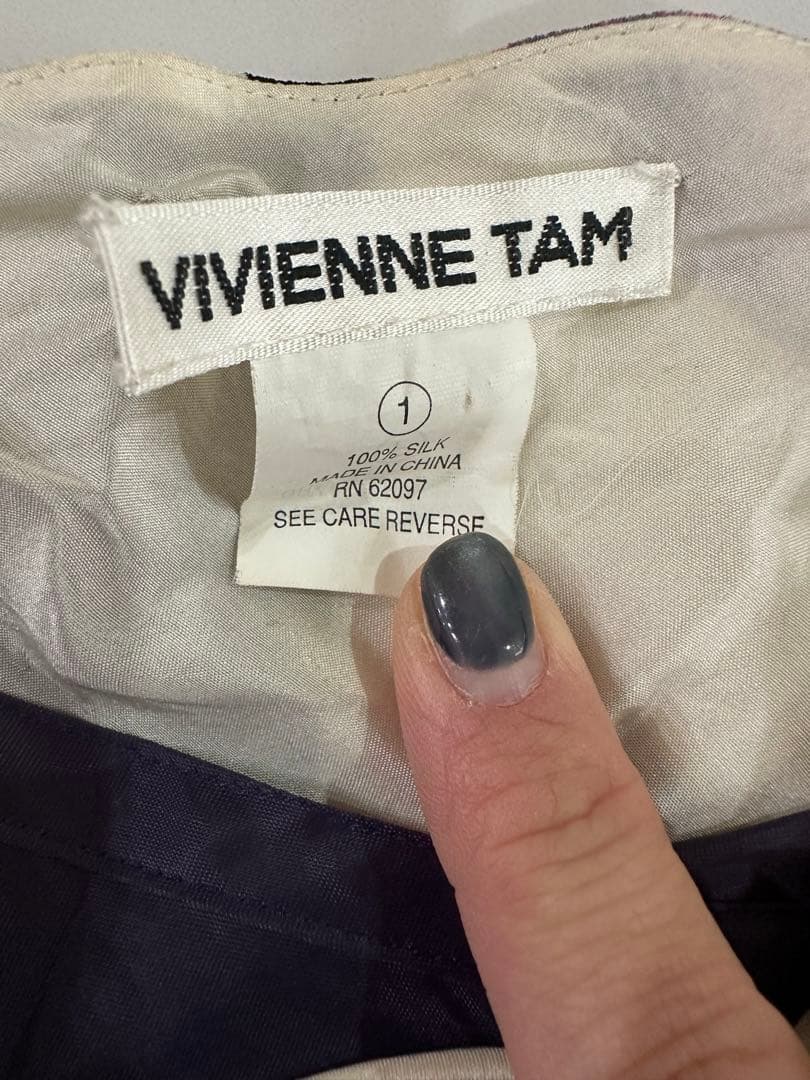 VIVIENNE TAM
1
100% SILK
MADE IN CHINA
RN 62097
SEE CARE REVERSE